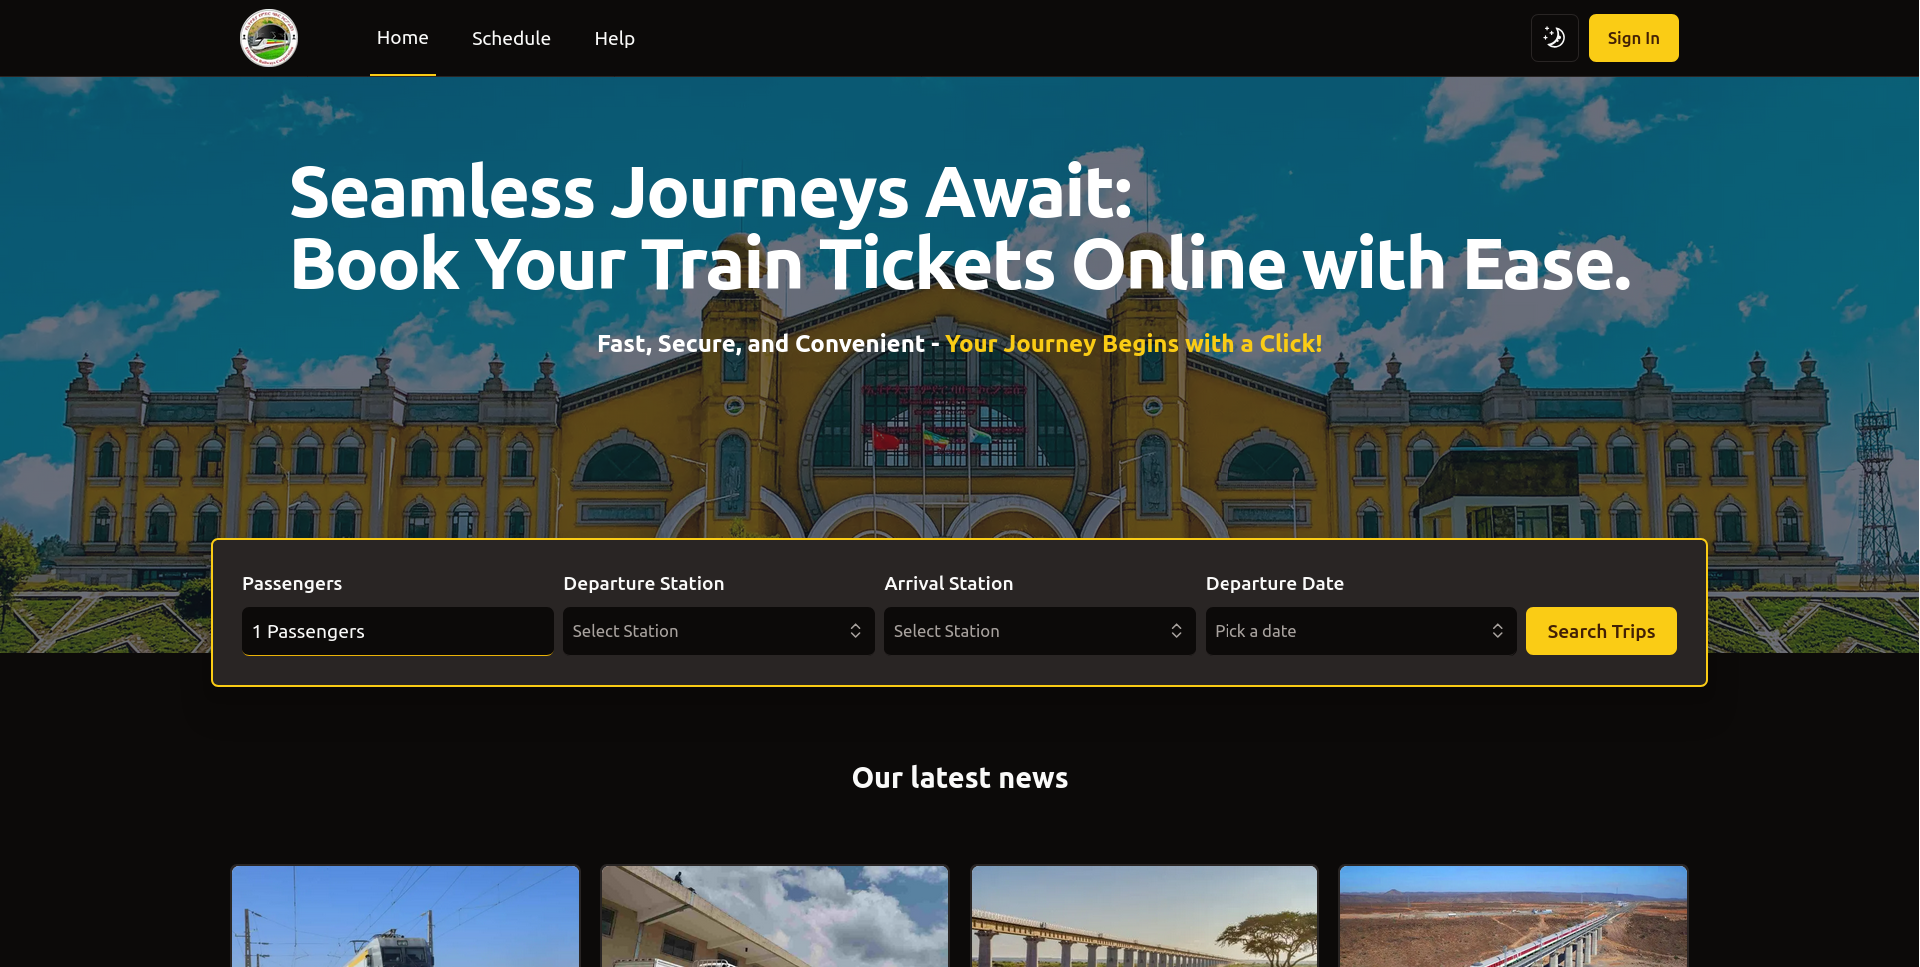 Home
Schedule
Help
Sign In
Seamless Journeys Await:
Book Your Train Tickets Online with Ease.
Fast, Secure, and Convenient - Your Journey Begins with a Click!
Passengers
Departure Station
Arrival Station
Departure Date
1 Passengers
Select Station
Select Station
Pick a date
Search Trips
Our latest news